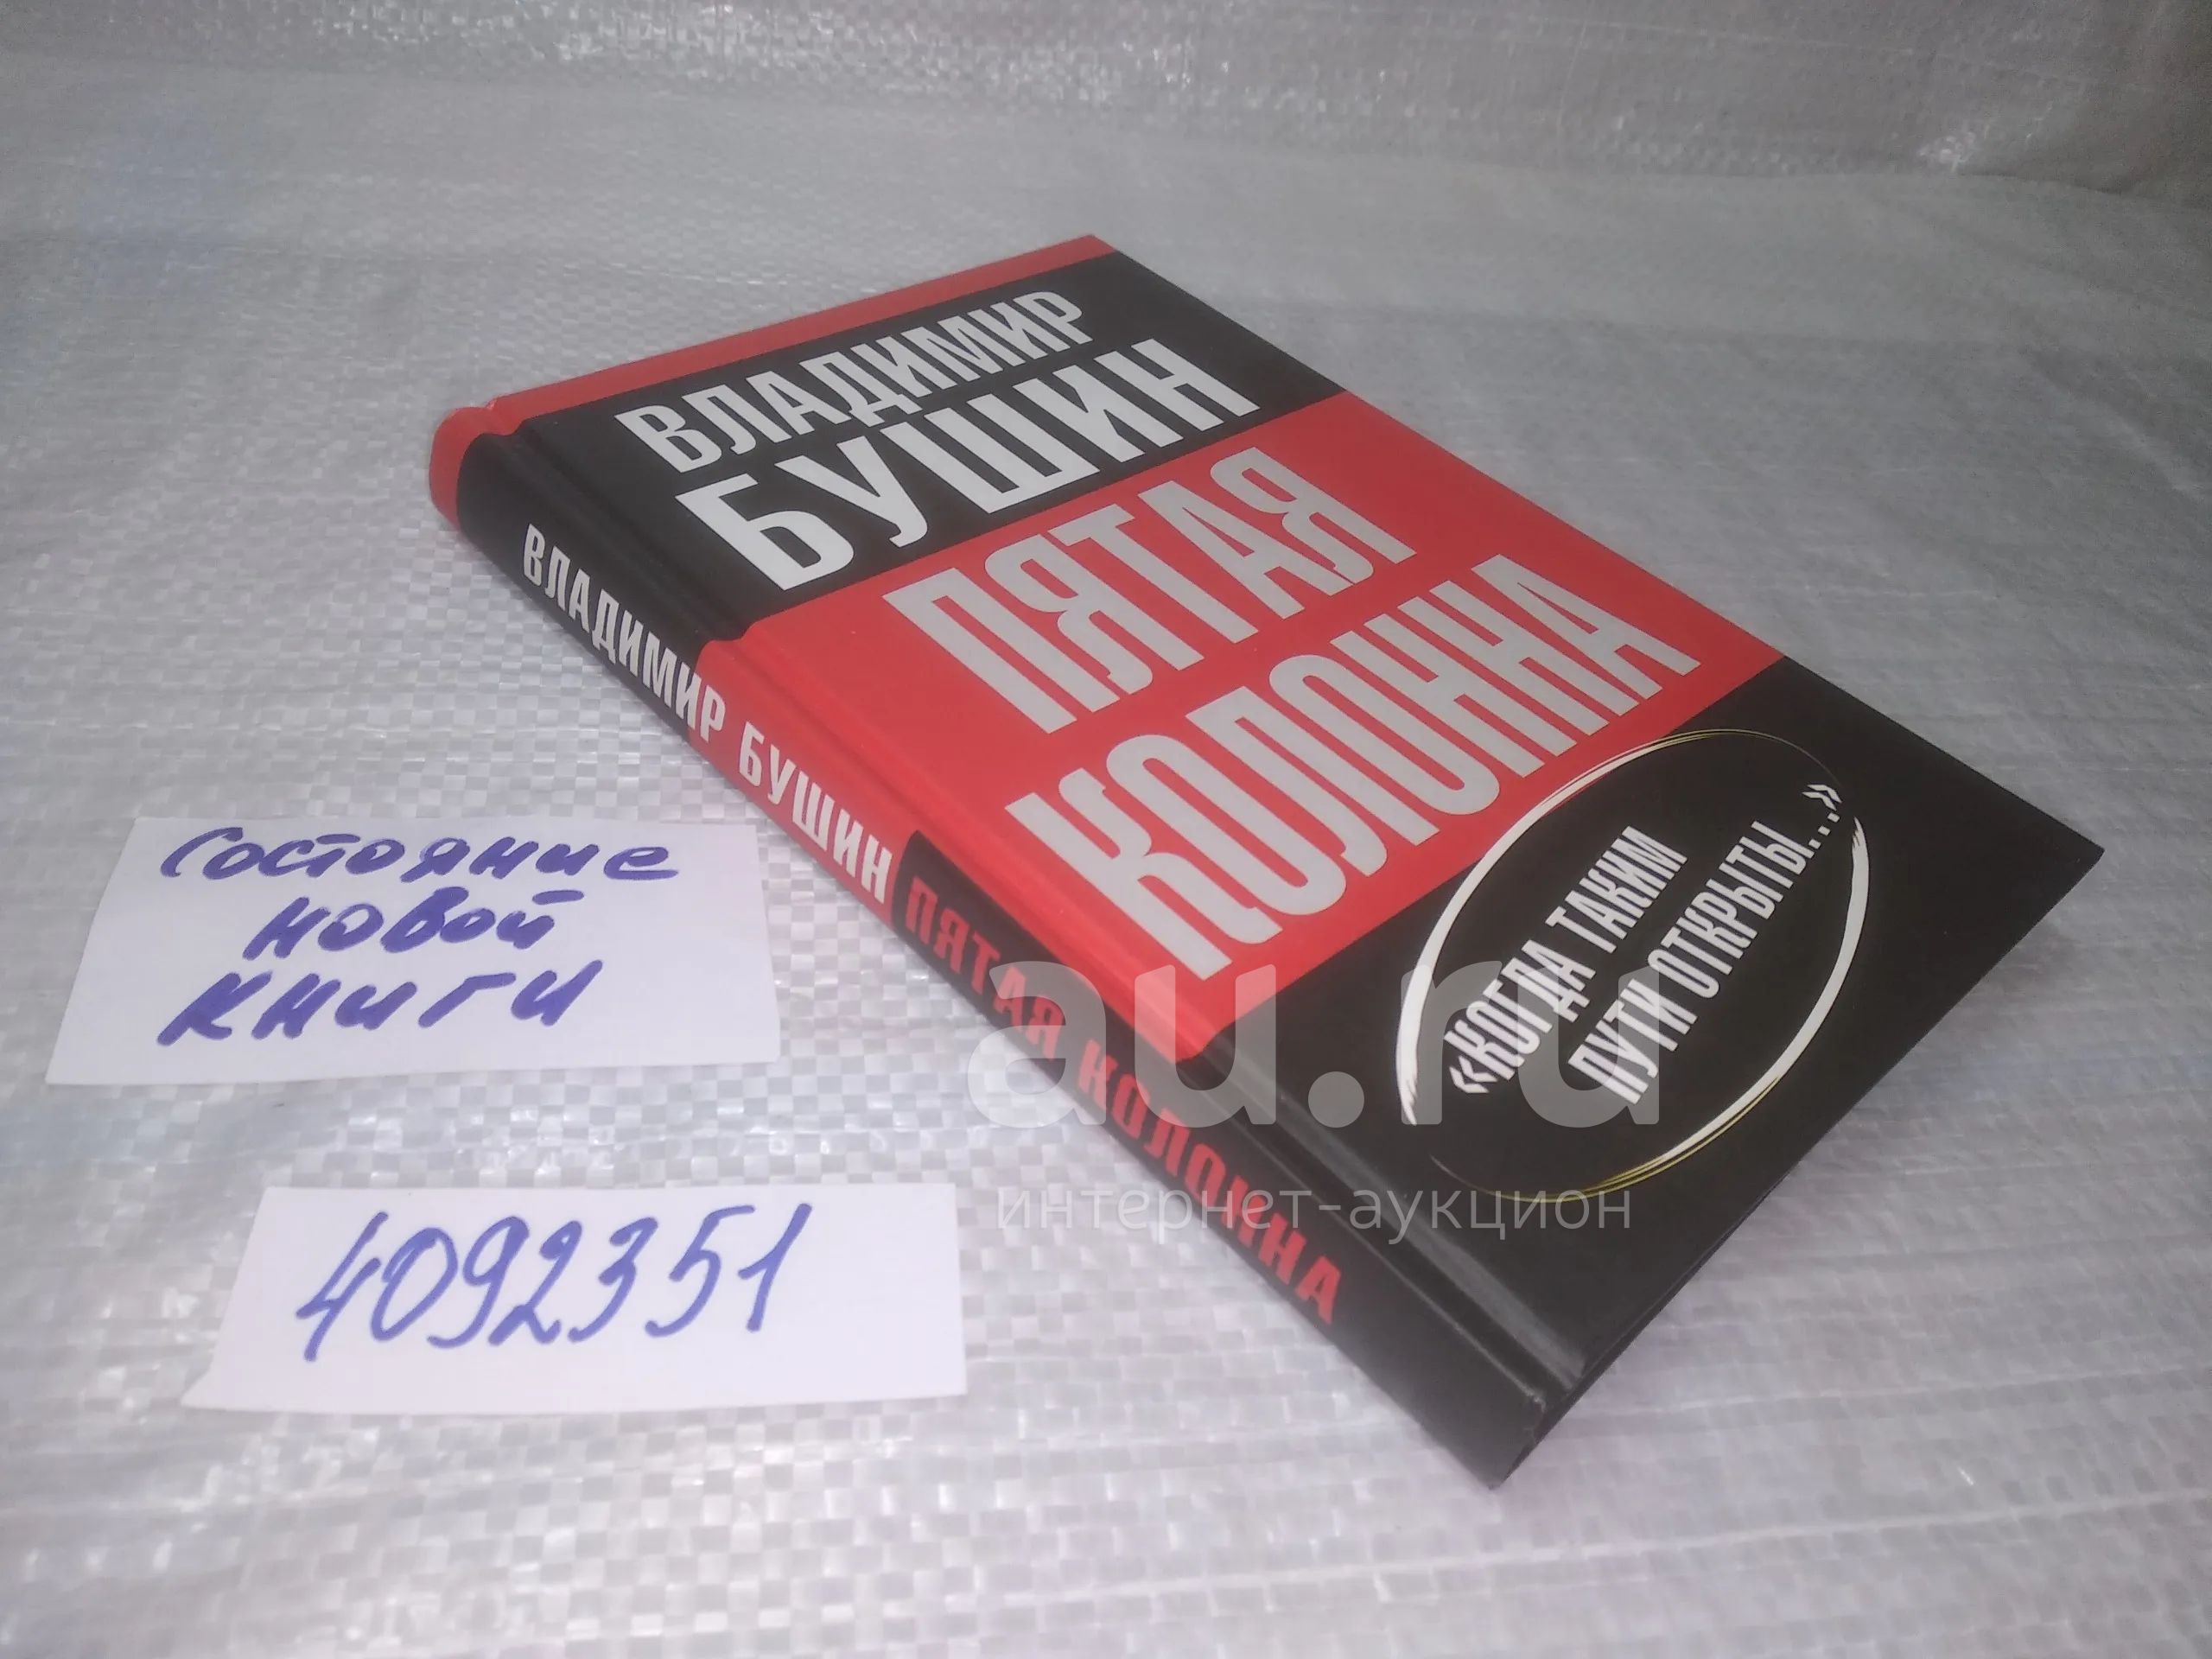 ВЛАДИМИР
БУШИН
ПЯТАЯ
КОЛОННА
«КОГДА ТАКИМ
ПУТИ ОТКРЫТЫ...»
ВЛАДИМИР БУШИН ПЯТАЯ КОЛОННА
Состояние
новой
книги
4092351
au.ru
интернет-аукцион